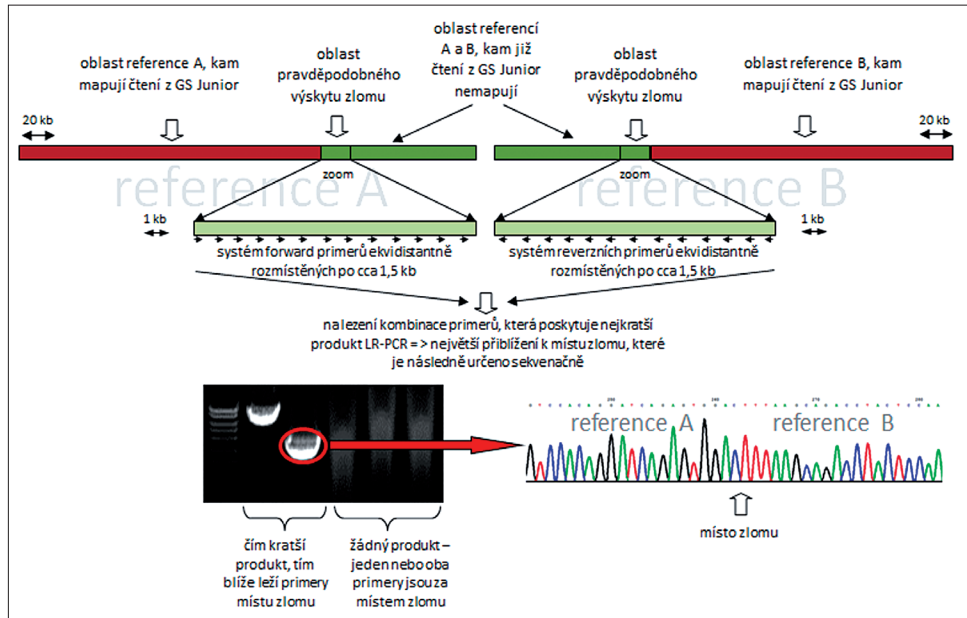 oblast reference A, kam
mapují čtení z GS Junior
oblast
pravděpodobného
výskytu zlomu
oblast referencí
A a B, kam již
čtení z GS Junior
nemapují
oblast
pravděpodobného
výskytu zlomu
oblast reference B, kam
mapují čtení z GS Junior
20 kb
20 kb
zoom
zoom
reference A
reference B
1 kb
1 kb
systém forward primerů ekvidistantně
rozmístěných po cca 1,5 kb
systém reverzních primerů ekvidistantně
rozmístěných po cca 1,5 kb
nalezení kombinace primerů, která poskytuje nejkratší
produkt LR-PCR = > největší přiblížení k místu zlomu, které
je následně určeno sekvenačně
reference A
reference B
místo zlomu
čím kratší
produkt, tím
blíže leží primery
místu zlomu
žádný produkt –
jeden nebo oba
primery jsou za
místem zlomu